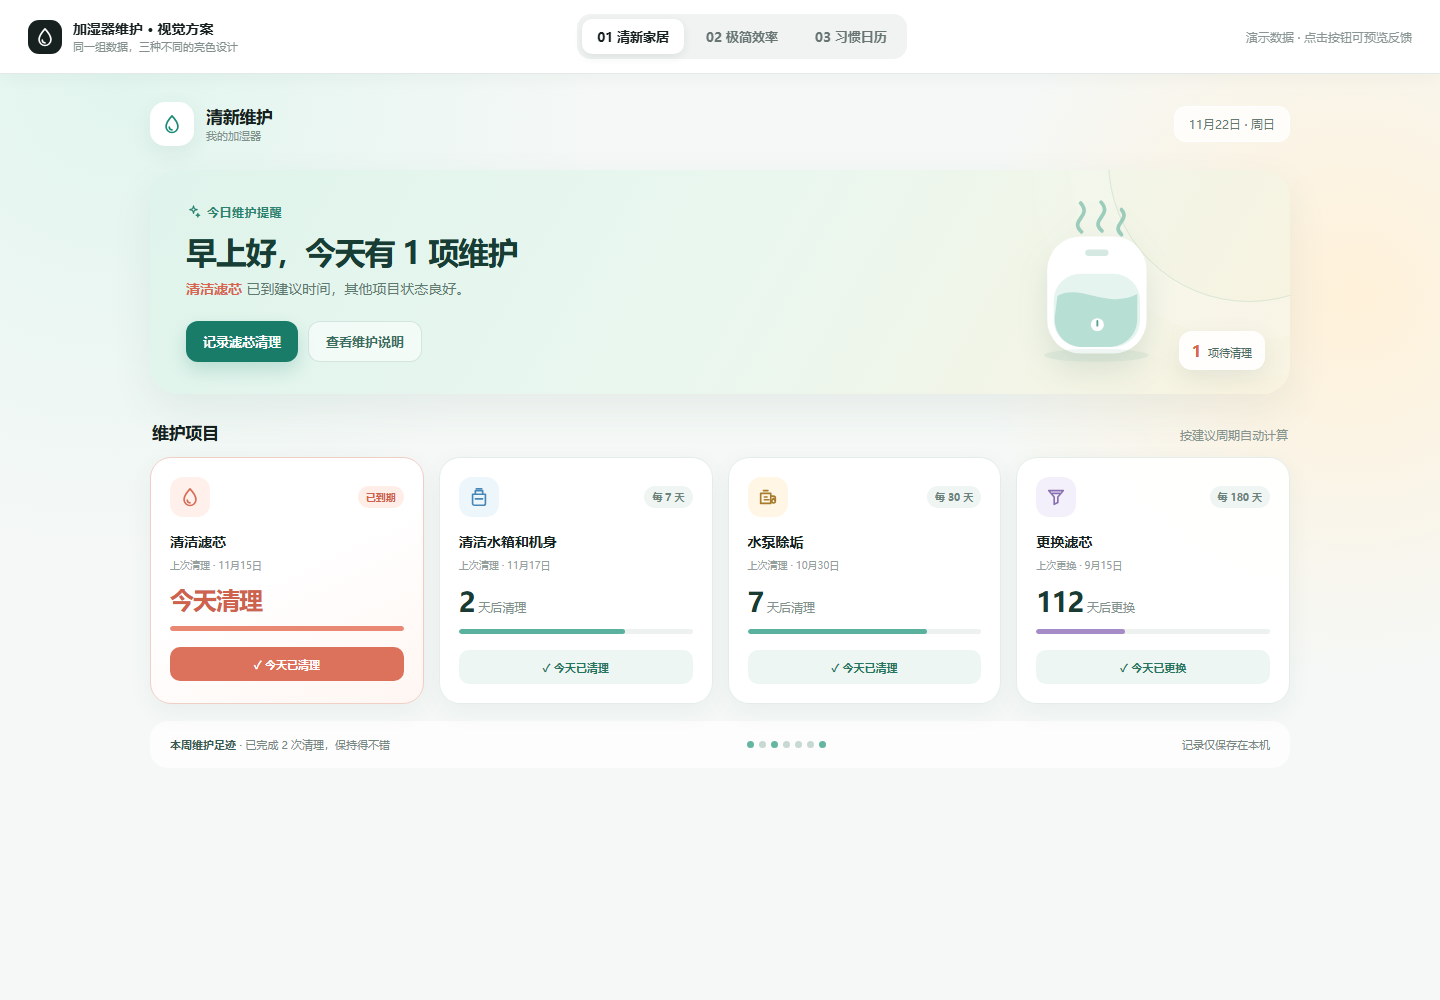 加湿器维护 • 视觉方案
同一组数据，三种不同的亮色设计
01 清新家居
02 极简效率
03 习惯日历
演示数据 · 点击按钮可预览反馈
清新维护
我的加湿器
11月22日 · 周日
今日维护提醒
早上好，今天有 1 项维护
清洁滤芯 已到建议时间，其他项目状态良好。
记录滤芯清理
查看维护说明
1 项待清理
维护项目
按建议周期自动计算
已到期
清洁滤芯
上次清理 · 11月15日
今天清理
✓ 今天已清理
每 7 天
清洁水箱和机身
上次清理 · 11月17日
2 天后清理
✓ 今天已清理
每 30 天
水泵除垢
上次清理 · 10月30日
7 天后清理
✓ 今天已清理
每 180 天
更换滤芯
上次更换 · 9月15日
112 天后更换
✓ 今天已更换
本周维护足迹 · 已完成 2 次清理，保持得不错
记录仅保存在本机